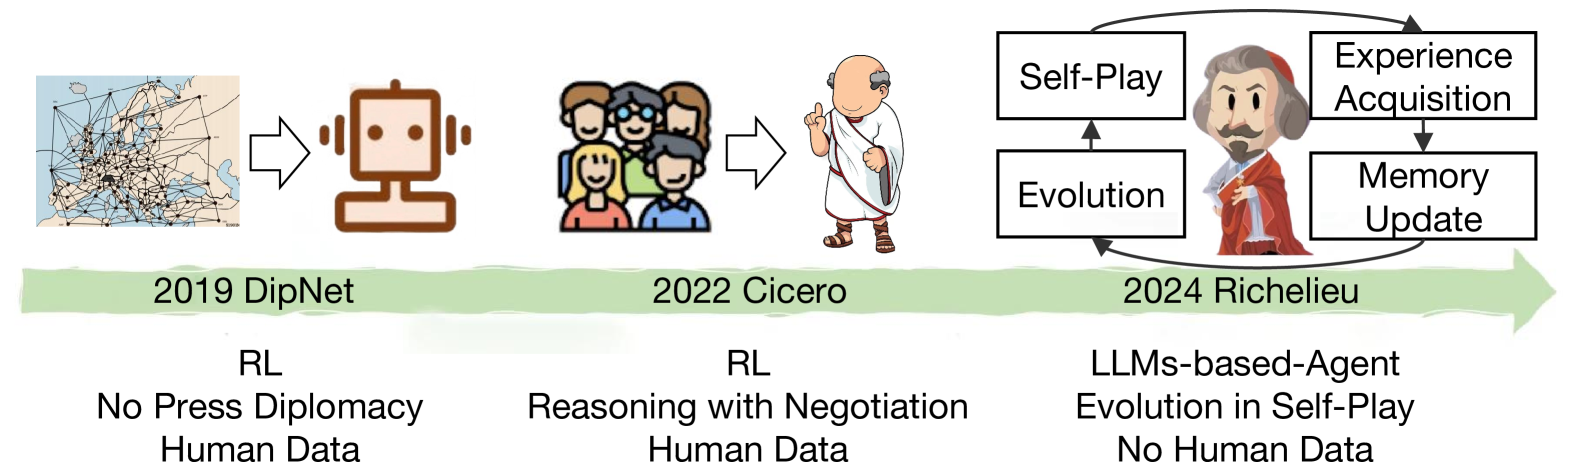 Self-Play
Experience
Acquisition
Evolution
Memory
Update
2019 DipNet
2022 Cicero
2024 Richelieu
RL
No Press Diplomacy
Human Data
RL
Reasoning with Negotiation
Human Data
LLMs-based-Agent
Evolution in Self-Play
No Human Data